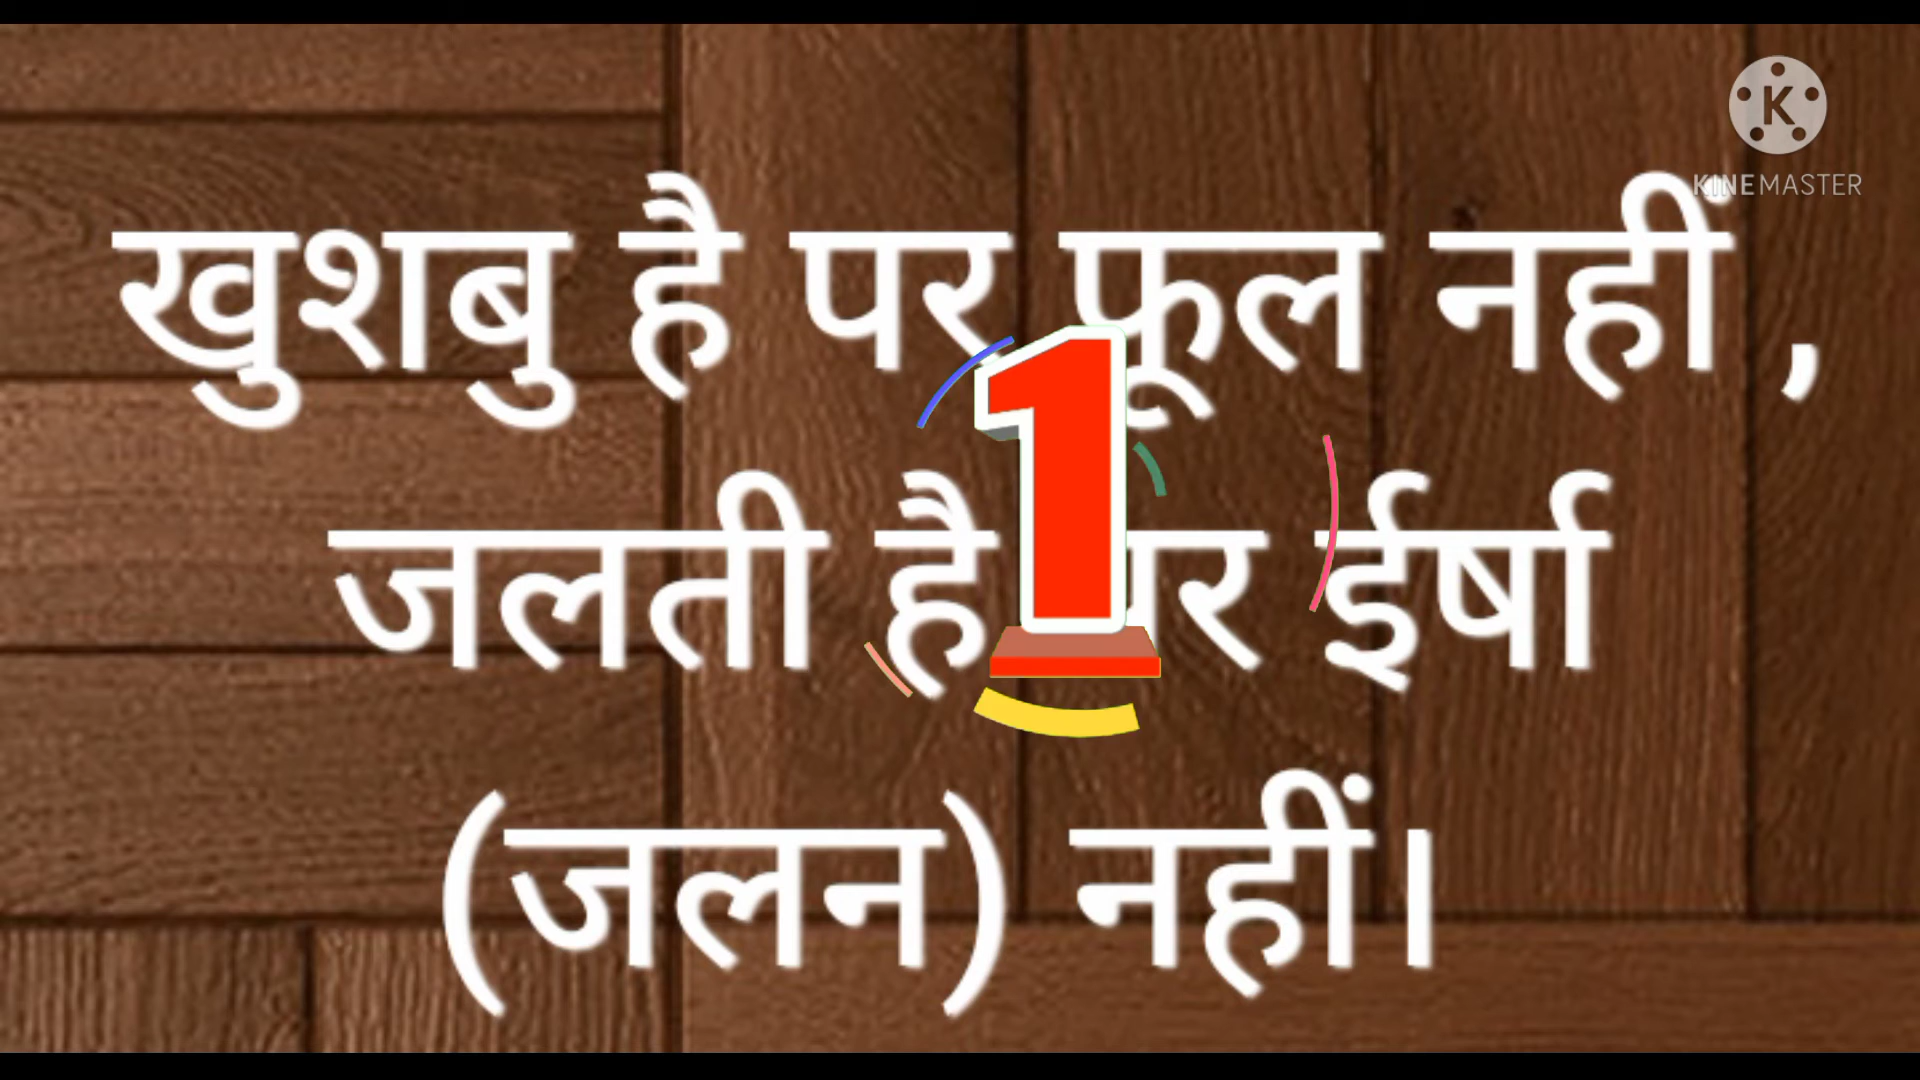 KINEMASTER
खुशबु है पर फूल नहीं ,
1
जलती है पर ईर्षा
(जलन) नहीं।